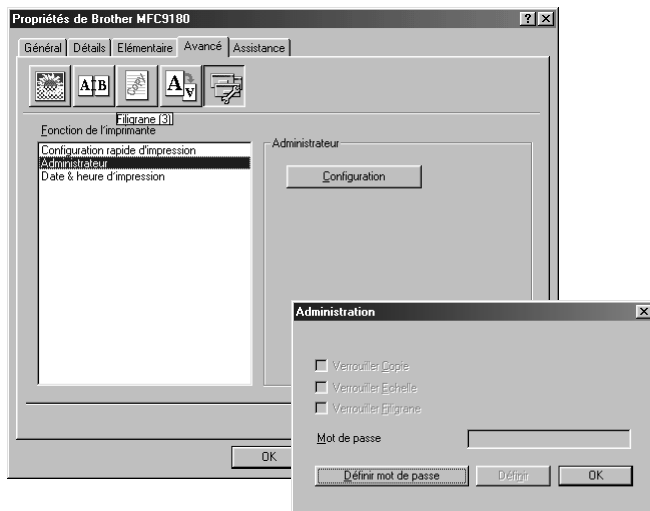 Propriétés de Brother MFC9180
Général Détails Elémentaire Avancé Assistance
A B
copy
A A
Filigrane (3)
Fonction de l'imprimante
Configuration rapide d'impression
Administrateur
Date & heure d'impression
Administrateur
Configuration
OK
Administration
Verrouiller Copie
Verrouiller Echelle
Verrouiller Filigrane
Mot de passe
Définir mot de passe Définir OK